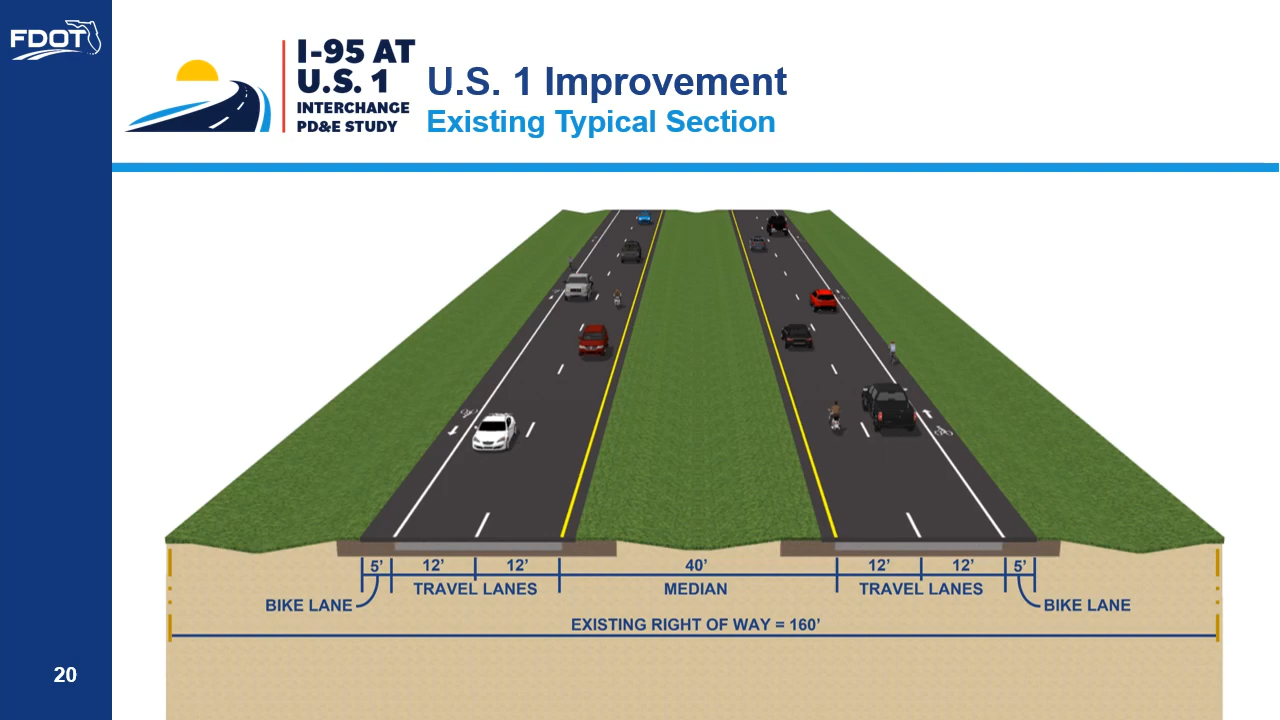 FDOT
I-95 AT
U.S. 1
INTERCHANGE
PD&E STUDY
U.S. 1 Improvement
Existing Typical Section
5’ 12’ 12’ 40’ 12’ 12’ 5’
TRAVEL LANES MEDIAN TRAVEL LANES
BIKE LANE BIKE LANE
EXISTING RIGHT OF WAY = 160’
20